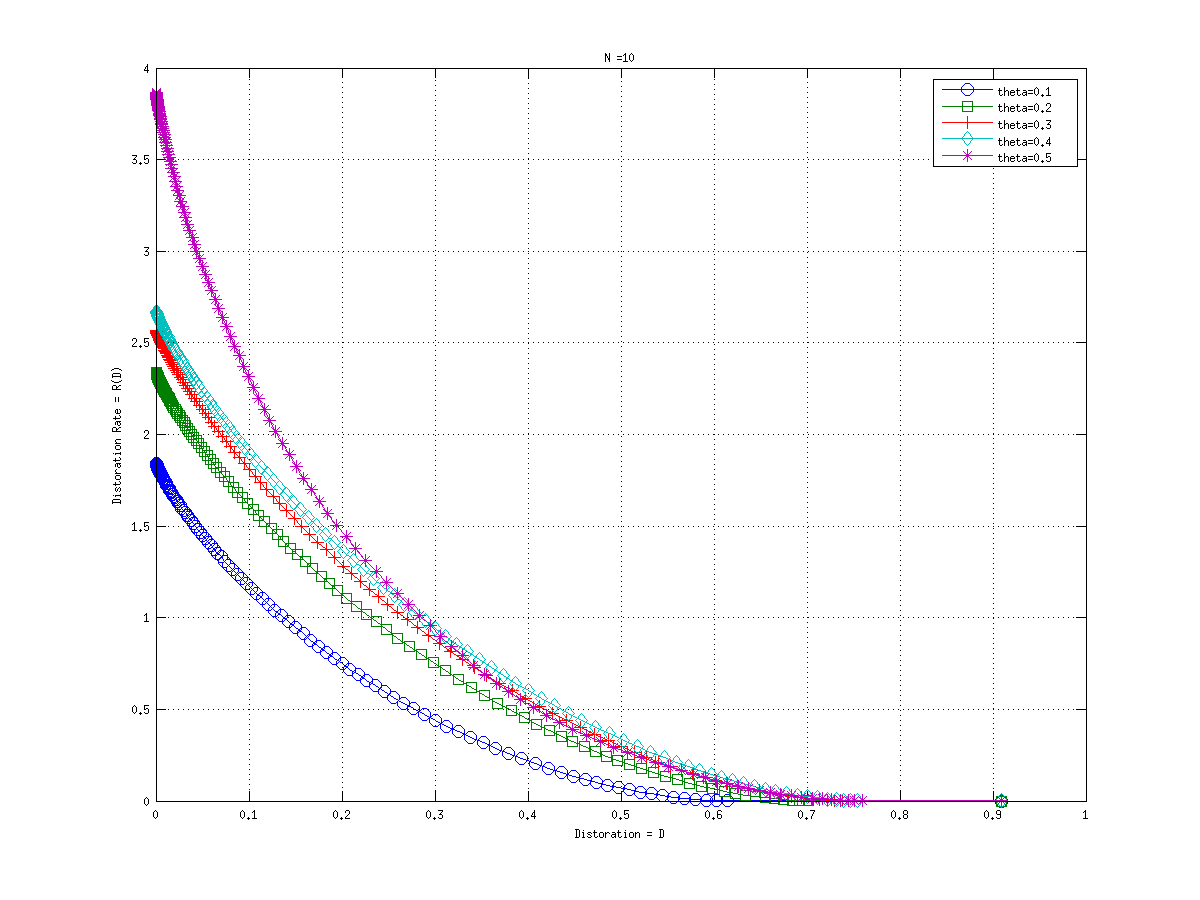 N =10
theta=0.1
theta=0.2
theta=0.3
theta=0.4
theta=0.5
4
3.5
3
2.5
2
1.5
1
0.5
0
Distoration Rate = R(D)
0 0.1 0.2 0.3 0.4 0.5 0.6 0.7 0.8 0.9 1
Distoration = D